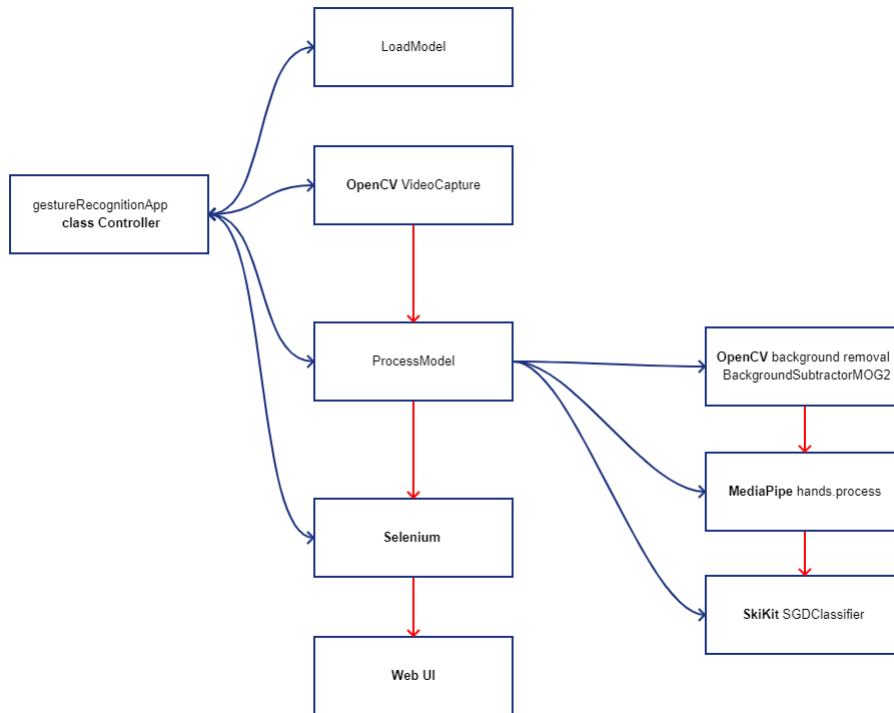 LoadModel
OpenCV VideoCapture
gestureRecognitionApp
class Controller
ProcessModel
OpenCV background removal
BackgroundSubtractorMOG2
MediaPipe hands.process
Selenium
SkiKit SGDClassifier
Web UI